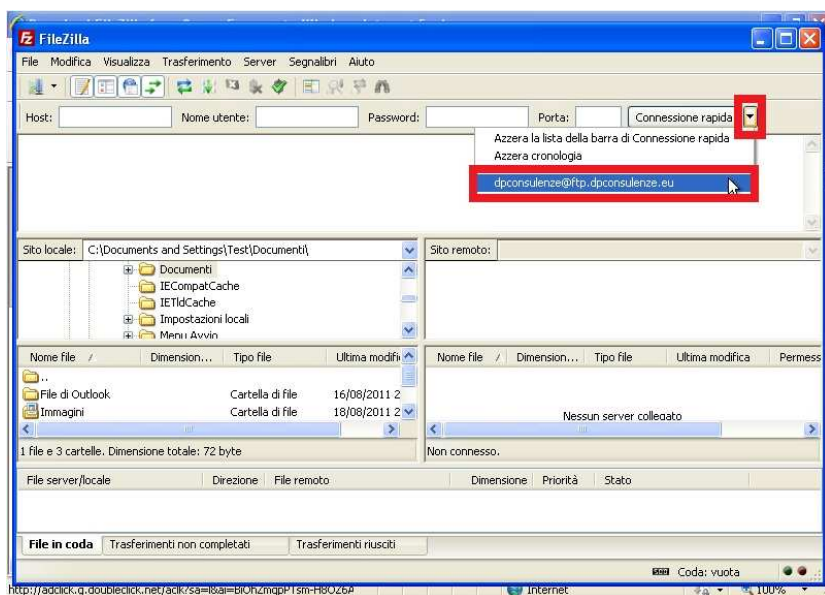 FileZilla
File Modifica Visualizza Trasferimento Server Segnalibri Aiuto
Host: Nome utente: Password: Porta: Connessione rapida
Azzera la lista della barra di Connessione rapida
Azzera cronologia
dpconsulenze@ftp.dpconsulenze.eu
Sito locale: C:\Documents and Settings\Test\Documenti\ Sito remoto:
Documenti
IECompatCache
IETldCache
Impostazioni locali
Menu Avvio
Nome file Dimension... Tipo file Ultima modifi Nome file Dimension... Tipo file Ultima modifica Permess
..
File di Outlook Cartella di file 16/08/2011 2
Immagini Cartella di file 18/08/2011 2
Nessun server collegato
1 file e 3 cartelle. Dimensione totale: 72 byte Non connesso.
File server/locale Direzione File remoto Dimensione Priorità Stato
File in coda Trasferimenti non completati Trasferimenti riusciti
Coda: vuota
Internet 100%